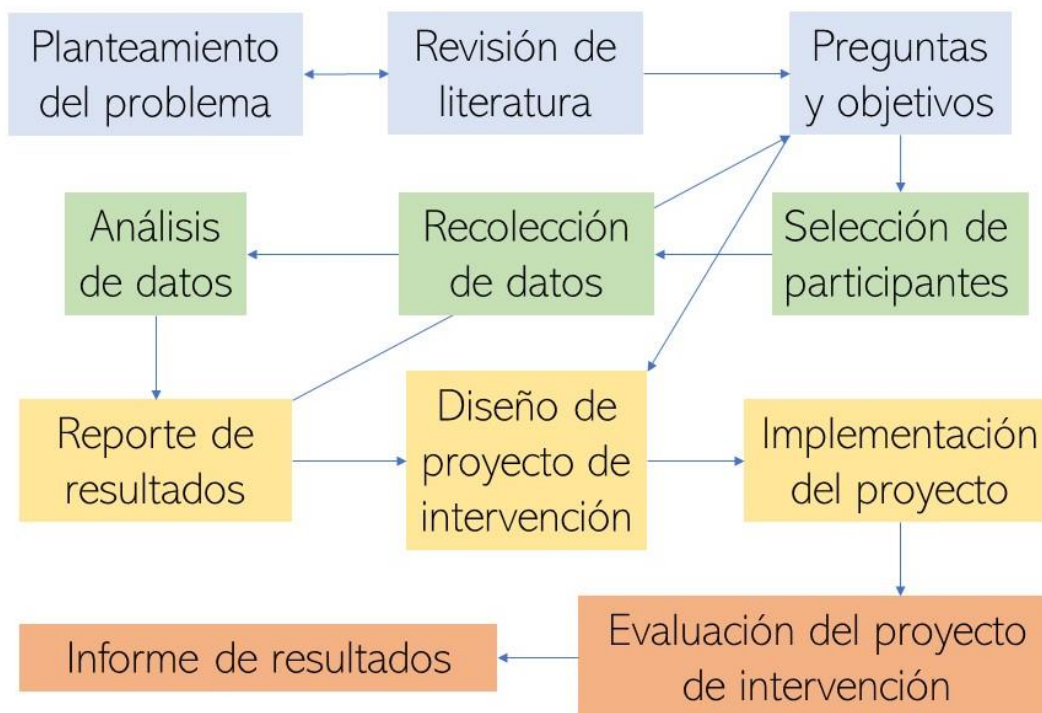 Planteamiento
del problema
Revisión de
literatura
Preguntas
y objetivos
Análisis
de datos
Recolección
de datos
Selección de
participantes
Reporte de
resultados
Diseño de
proyecto de
intervención
Implementación
del proyecto
Informe de resultados
Evaluación del proyecto
de intervención